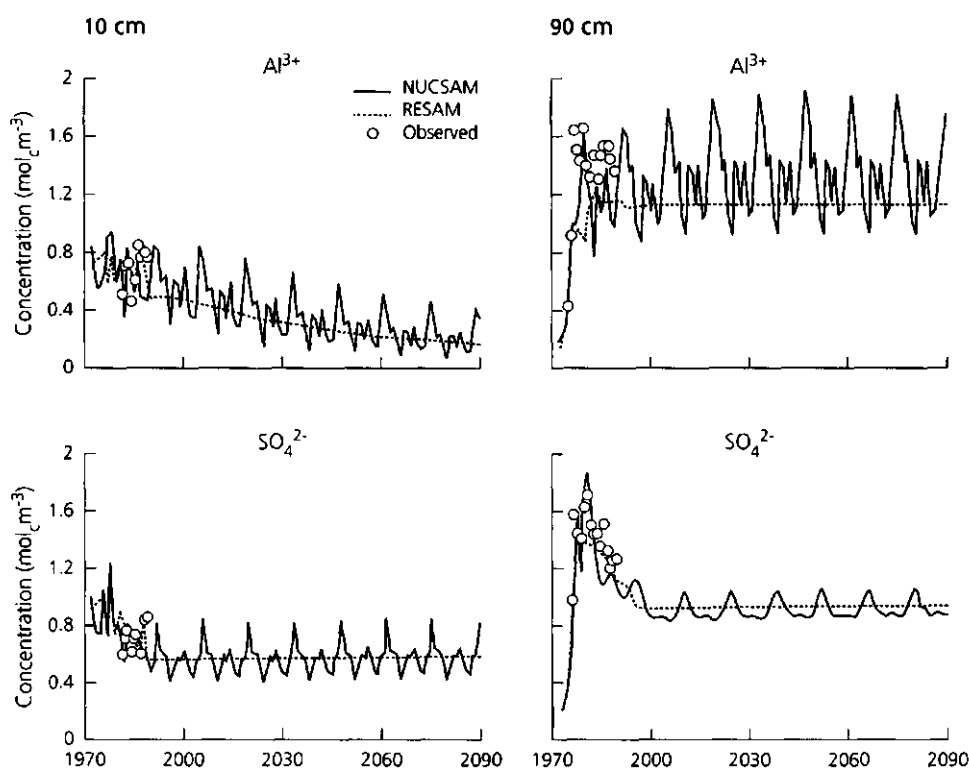 10 cm
90 cm
Al³⁺
Al³⁺
NUCSAM
RESAM
Observed
Concentration (mol_c m⁻³)
2
1.6
1.2
0.8
0.4
0
SO₄²⁻
SO₄²⁻
Concentration (mol_c m⁻³)
2
1.6
1.2
0.8
0.4
0
1970 2000 2030 2060 2090
1970 2000 2030 2060 2090